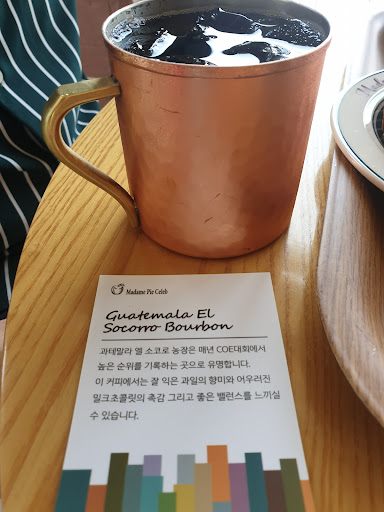 Madame Pie Celeb
Guatemala El
Socorro Bourbon
과테말라 엘 소코로 농장은 매년 COE대회에서
높은 순위를 기록하는 곳으로 유명합니다.
이 커피에서는 잘 익은 과일의 향미와 어우러진
밀크초콜릿의 촉감 그리고 좋은 밸런스를 느끼실
수 있습니다.